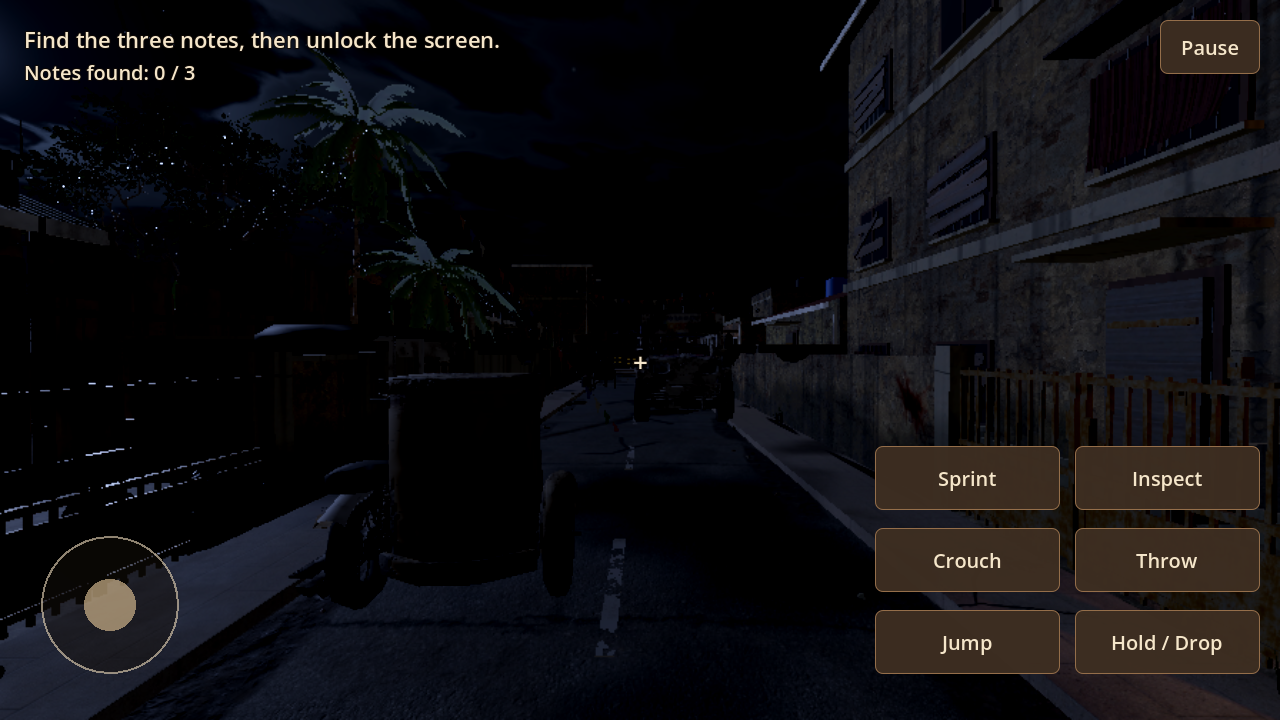 Find the three notes, then unlock the screen.
Notes found: 0 / 3
Pause
Sprint
Inspect
Crouch
Throw
Jump
Hold / Drop